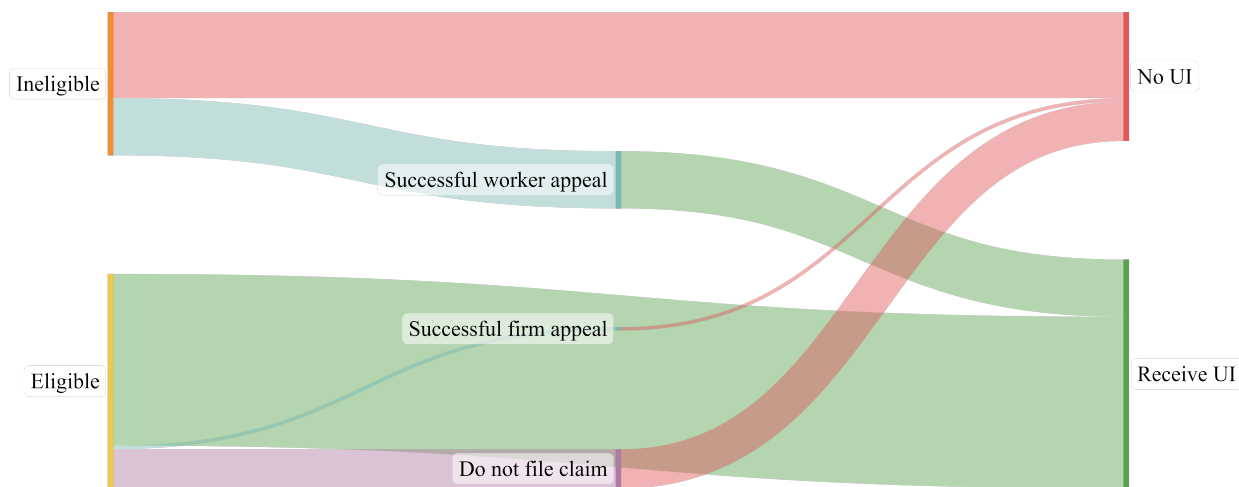 Ineligible
No UI
Successful worker appeal
Successful firm appeal
Eligible
Receive UI
Do not file claim